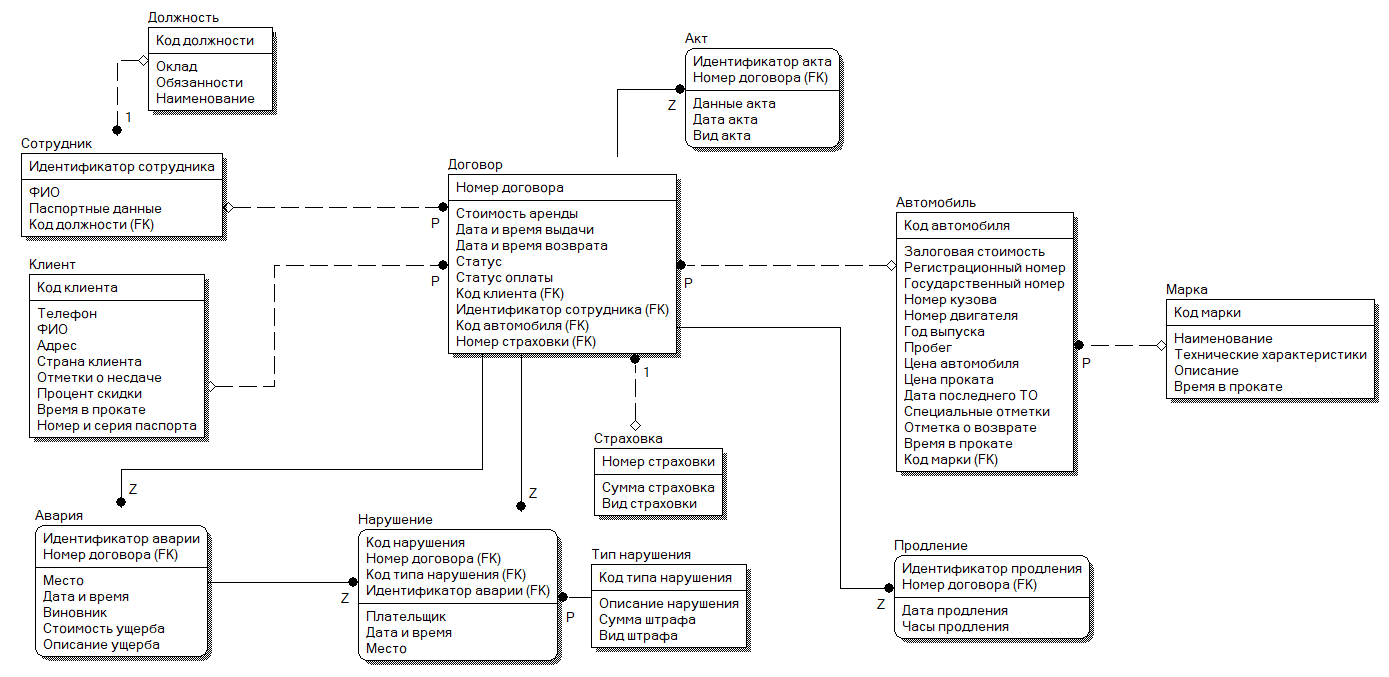 Должность
Код должности
Оклад
Обязанности
Наименование
1
Сотрудник
Идентификатор сотрудника
ФИО
Паспортные данные
Код должности (FK)
P
Клиент
Код клиента
Телефон
ФИО
Адрес
Страна клиента
Отметки о несдаче
Процент скидки
Время в прокате
Номер и серия паспорта
P
Акт
Идентификатор акта
Номер договора (FK)
Данные акта
Дата акта
Вид акта
Z
Договор
Номер договора
Стоимость аренды
Дата и время выдачи
Дата и время возврата
Статус
Статус оплаты
Код клиента (FK)
Идентификатор сотрудника (FK)
Код автомобиля (FK)
Номер страховки (FK)
P
1
Автомобиль
Код автомобиля
Залоговая стоимость
Регистрационный номер
Государственный номер
Номер кузова
Номер двигателя
Год выпуска
Пробег
Цена автомобиля
Цена проката
Дата последнего ТО
Специальные отметки
Отметка о возврате
Время в прокате
Код марки (FK)
P
Марка
Код марки
Наименование
Технические характеристики
Описание
Время в прокате
Страховка
Номер страховки
Сумма страховка
Вид страховки
Z
Авария
Идентификатор аварии
Номер договора (FK)
Место
Дата и время
Виновник
Стоимость ущерба
Описание ущерба
Z
Z
Нарушение
Код нарушения
Номер договора (FK)
Код типа нарушения (FK)
Идентификатор аварии (FK)
Плательщик
Дата и время
Место
P
Тип нарушения
Код типа нарушения
Описание нарушения
Сумма штрафа
Вид штрафа
Z
Продление
Идентификатор продления
Номер договора (FK)
Дата продления
Часы продления